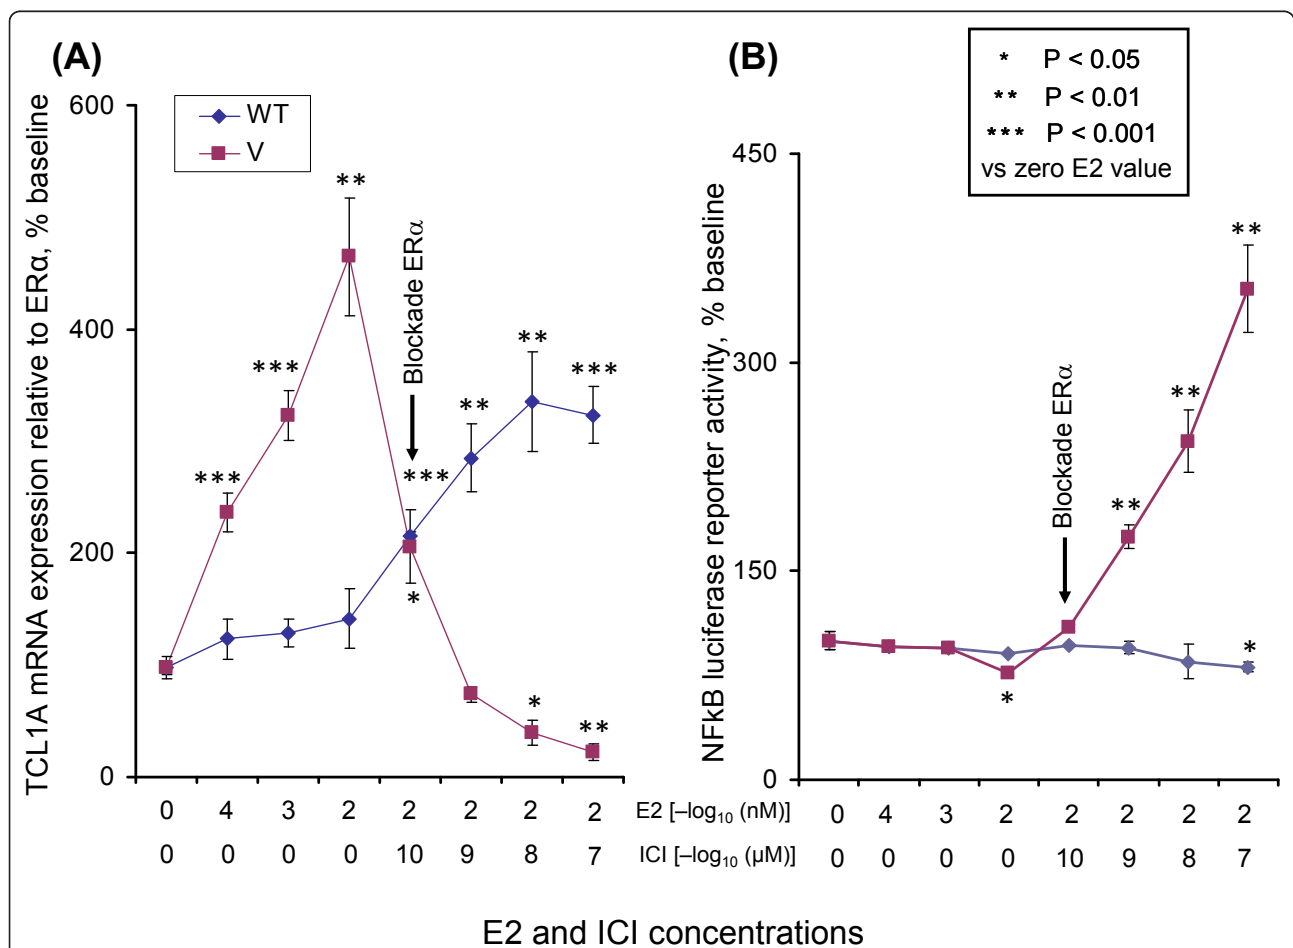 (A)
(B)
* P < 0.05
** P < 0.01
*** P < 0.001
vs zero E2 value
WT
V
TCL1A mRNA expression relative to ERα, % baseline
600
400
200
0
***
***
**
Blockade ERα
***
*
**
**
***
*
**
NFkB luciferase reporter activity, % baseline
450
300
150
0
*
Blockade ERα
**
**
**
*
0 4 3 2 2 2 2 2 E2 [–log10 (nM)] 0 4 3 2 2 2 2 2
0 0 0 0 10 9 8 7 ICI [–log10 (µM)] 0 0 0 0 10 9 8 7
E2 and ICI concentrations